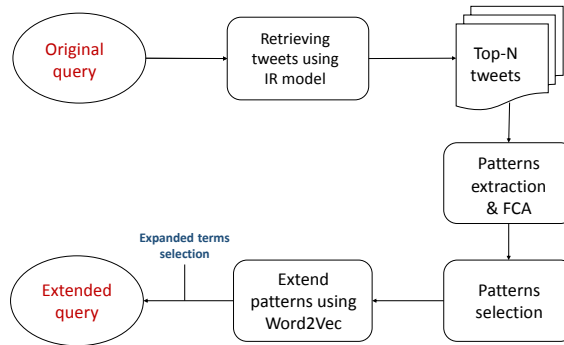 Original
query
Retrieving
tweets using
IR model
Top-N
tweets
Patterns
extraction
& FCA
Patterns
selection
Extend
patterns using
Word2Vec
Expanded terms
selection
Extended
query